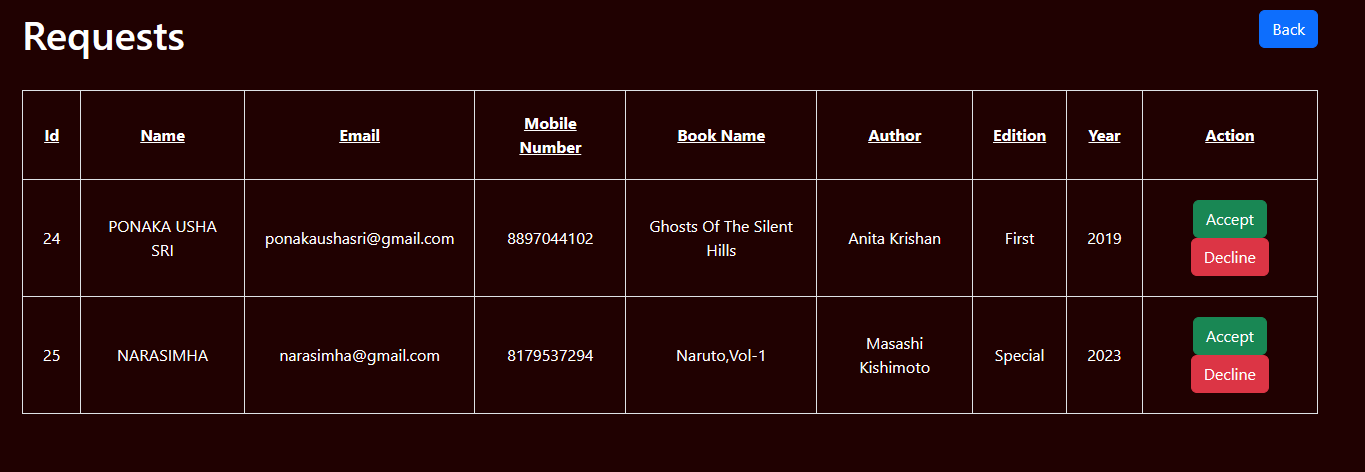 Requests
Back
Id Name Email Mobile Number Book Name Author Edition Year Action
24 PONAKA USHA SRI ponakaushasri@gmail.com 8897044102 Ghosts Of The Silent Hills Anita Krishan First 2019 Accept Decline
25 NARASIMHA narasimha@gmail.com 8179537294 Naruto,Vol-1 Masashi Kishimoto Special 2023 Accept Decline